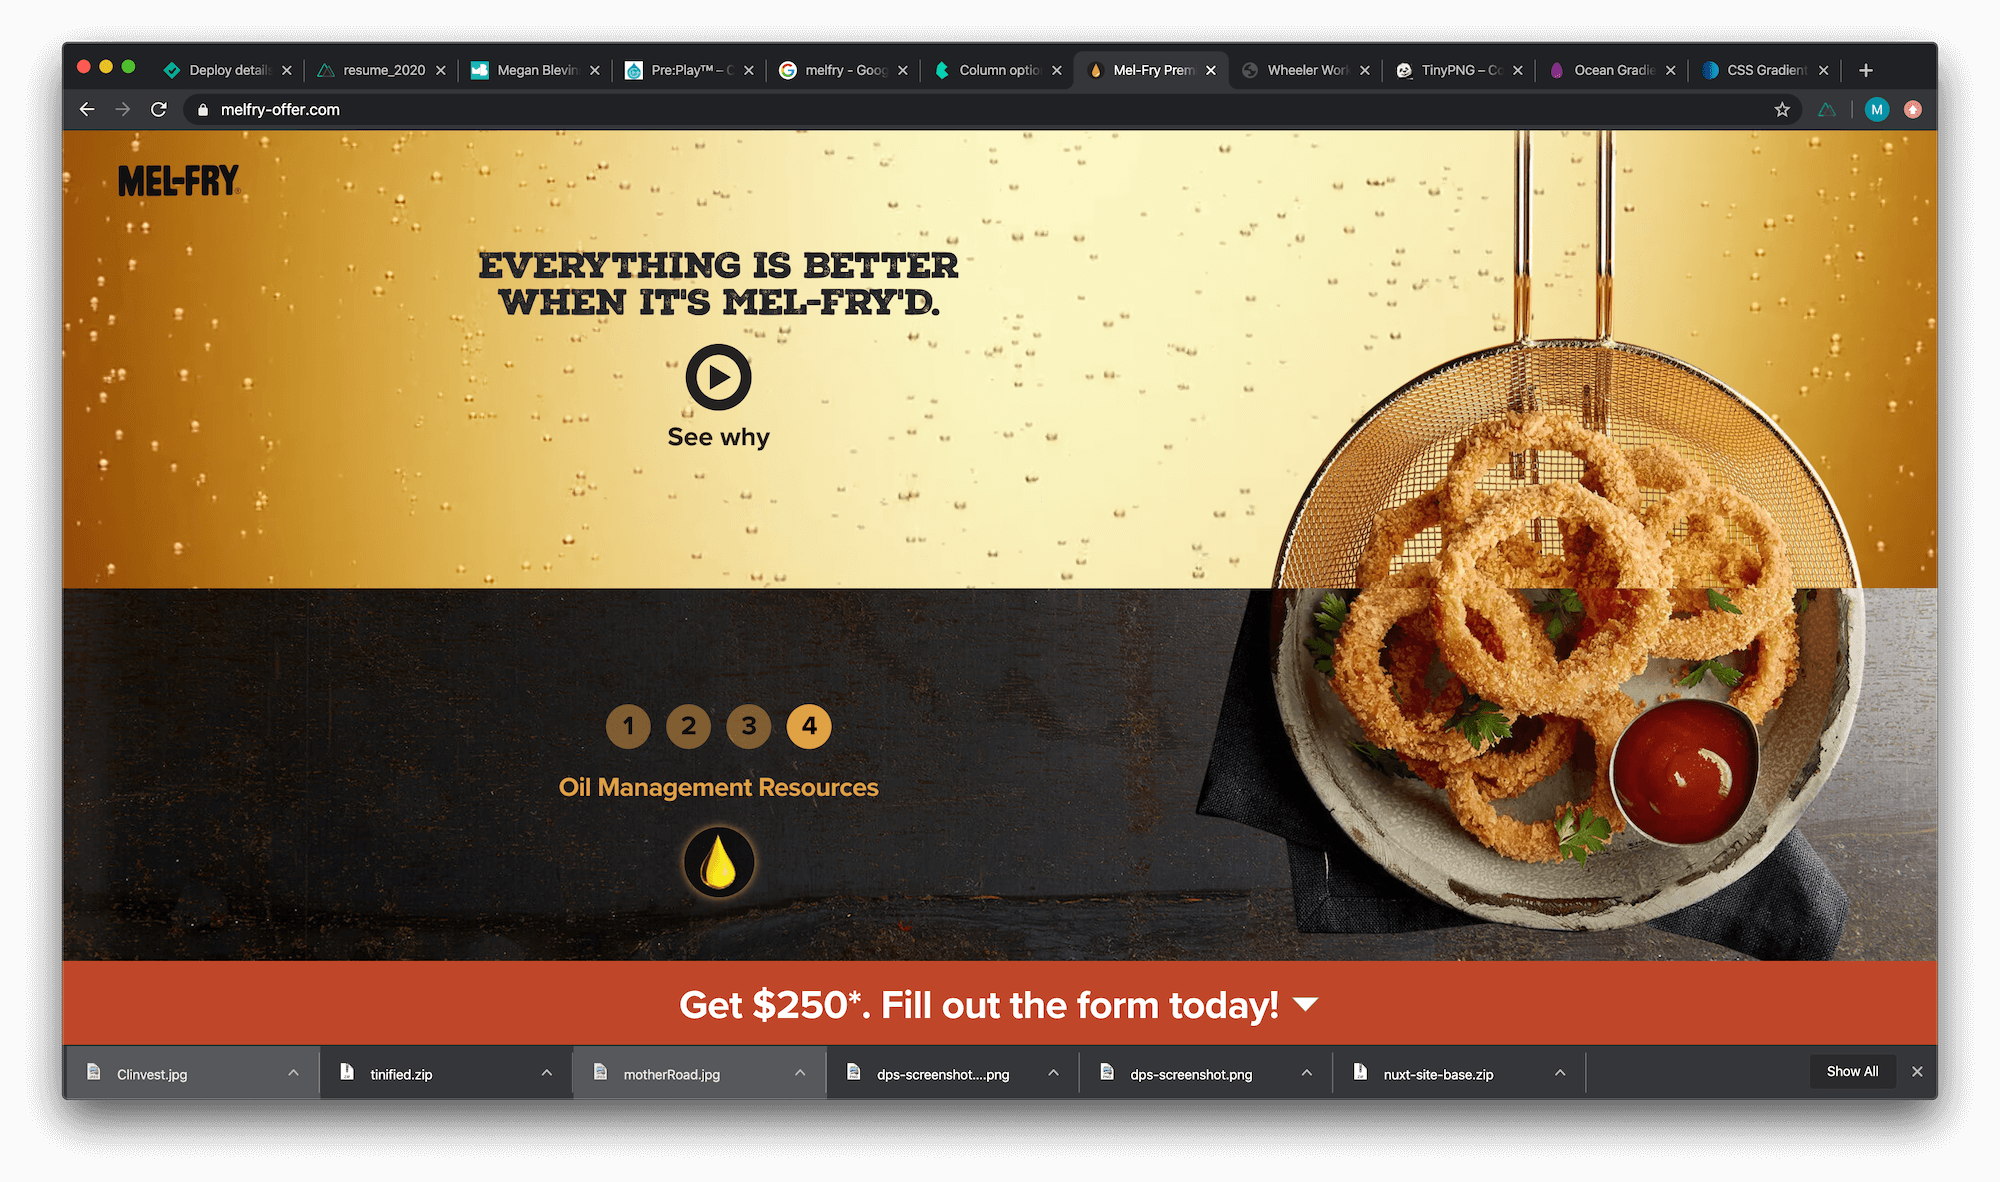 Deploy details
resume_2020
Megan Blevin
Pre:Play™ – C
melfry - Goog
Column optio
Mel-Fry Prem
Wheeler Work
TinyPNG – Co
Ocean Gradie
CSS Gradient
melfry-offer.com
M
MEL-FRY®
EVERYTHING IS BETTER
WHEN IT'S MEL-FRY'D.
See why
1 2 3 4
Oil Management Resources
Get $250*. Fill out the form today!
Clinvest.jpg
tinified.zip
motherRoad.jpg
dps-screenshot....png
dps-screenshot.png
nuxt-site-base.zip
Show All